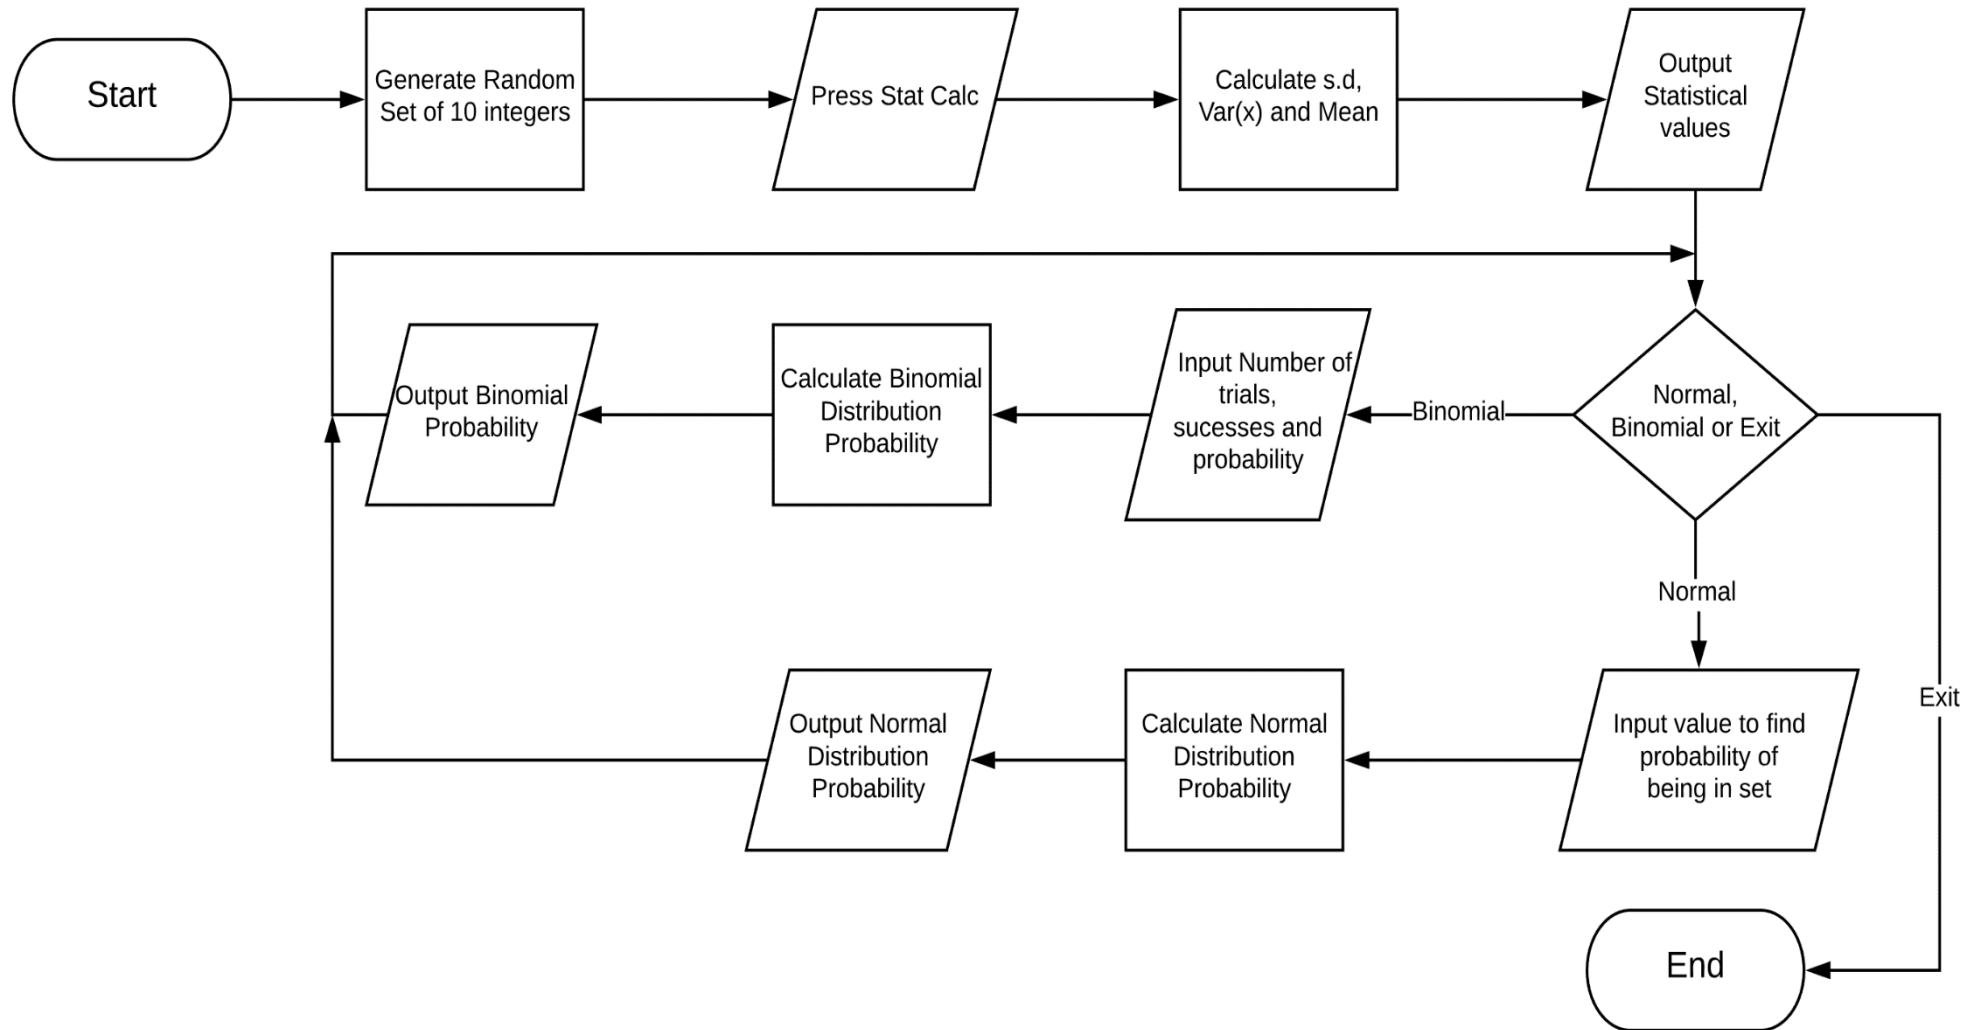 Start
Generate Random
Set of 10 integers
Press Stat Calc
Calculate s.d,
Var(x) and Mean
Output
Statistical
values
Normal,
Binomial or Exit
Binomial
Input Number of
trials,
sucesses and
probability
Calculate Binomial
Distribution
Probability
Output Binomial
Probability
Normal
Input value to find
probability of
being in set
Calculate Normal
Distribution
Probability
Output Normal
Distribution
Probability
Exit
End